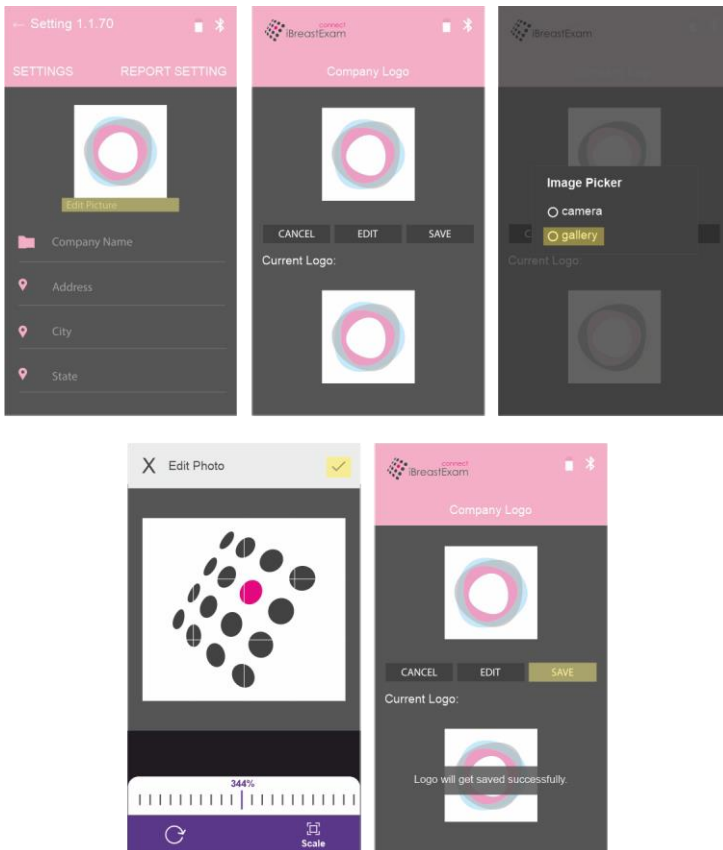 ← Setting 1.1.70
SETTINGS REPORT SETTING
Edit Picture
Company Name
Address
City
State
connect
iBreastExam
Company Logo
CANCEL EDIT SAVE
Current Logo:
iBreastExam
Image Picker
camera
gallery
Current Logo:
X Edit Photo
344%
Scale
connect
iBreastExam
Company Logo
CANCEL EDIT SAVE
Current Logo:
Logo will get saved successfully.